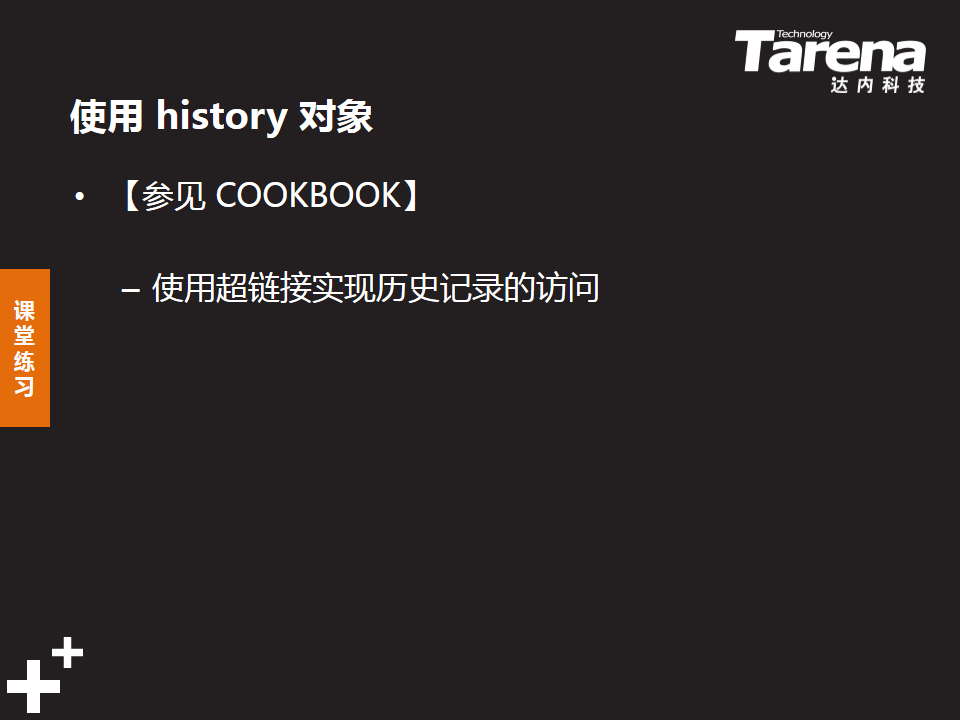 Technology
Tarena
达内科技
使用 history 对象
• 【参见 COOKBOOK】
– 使用超链接实现历史记录的访问
课堂练习